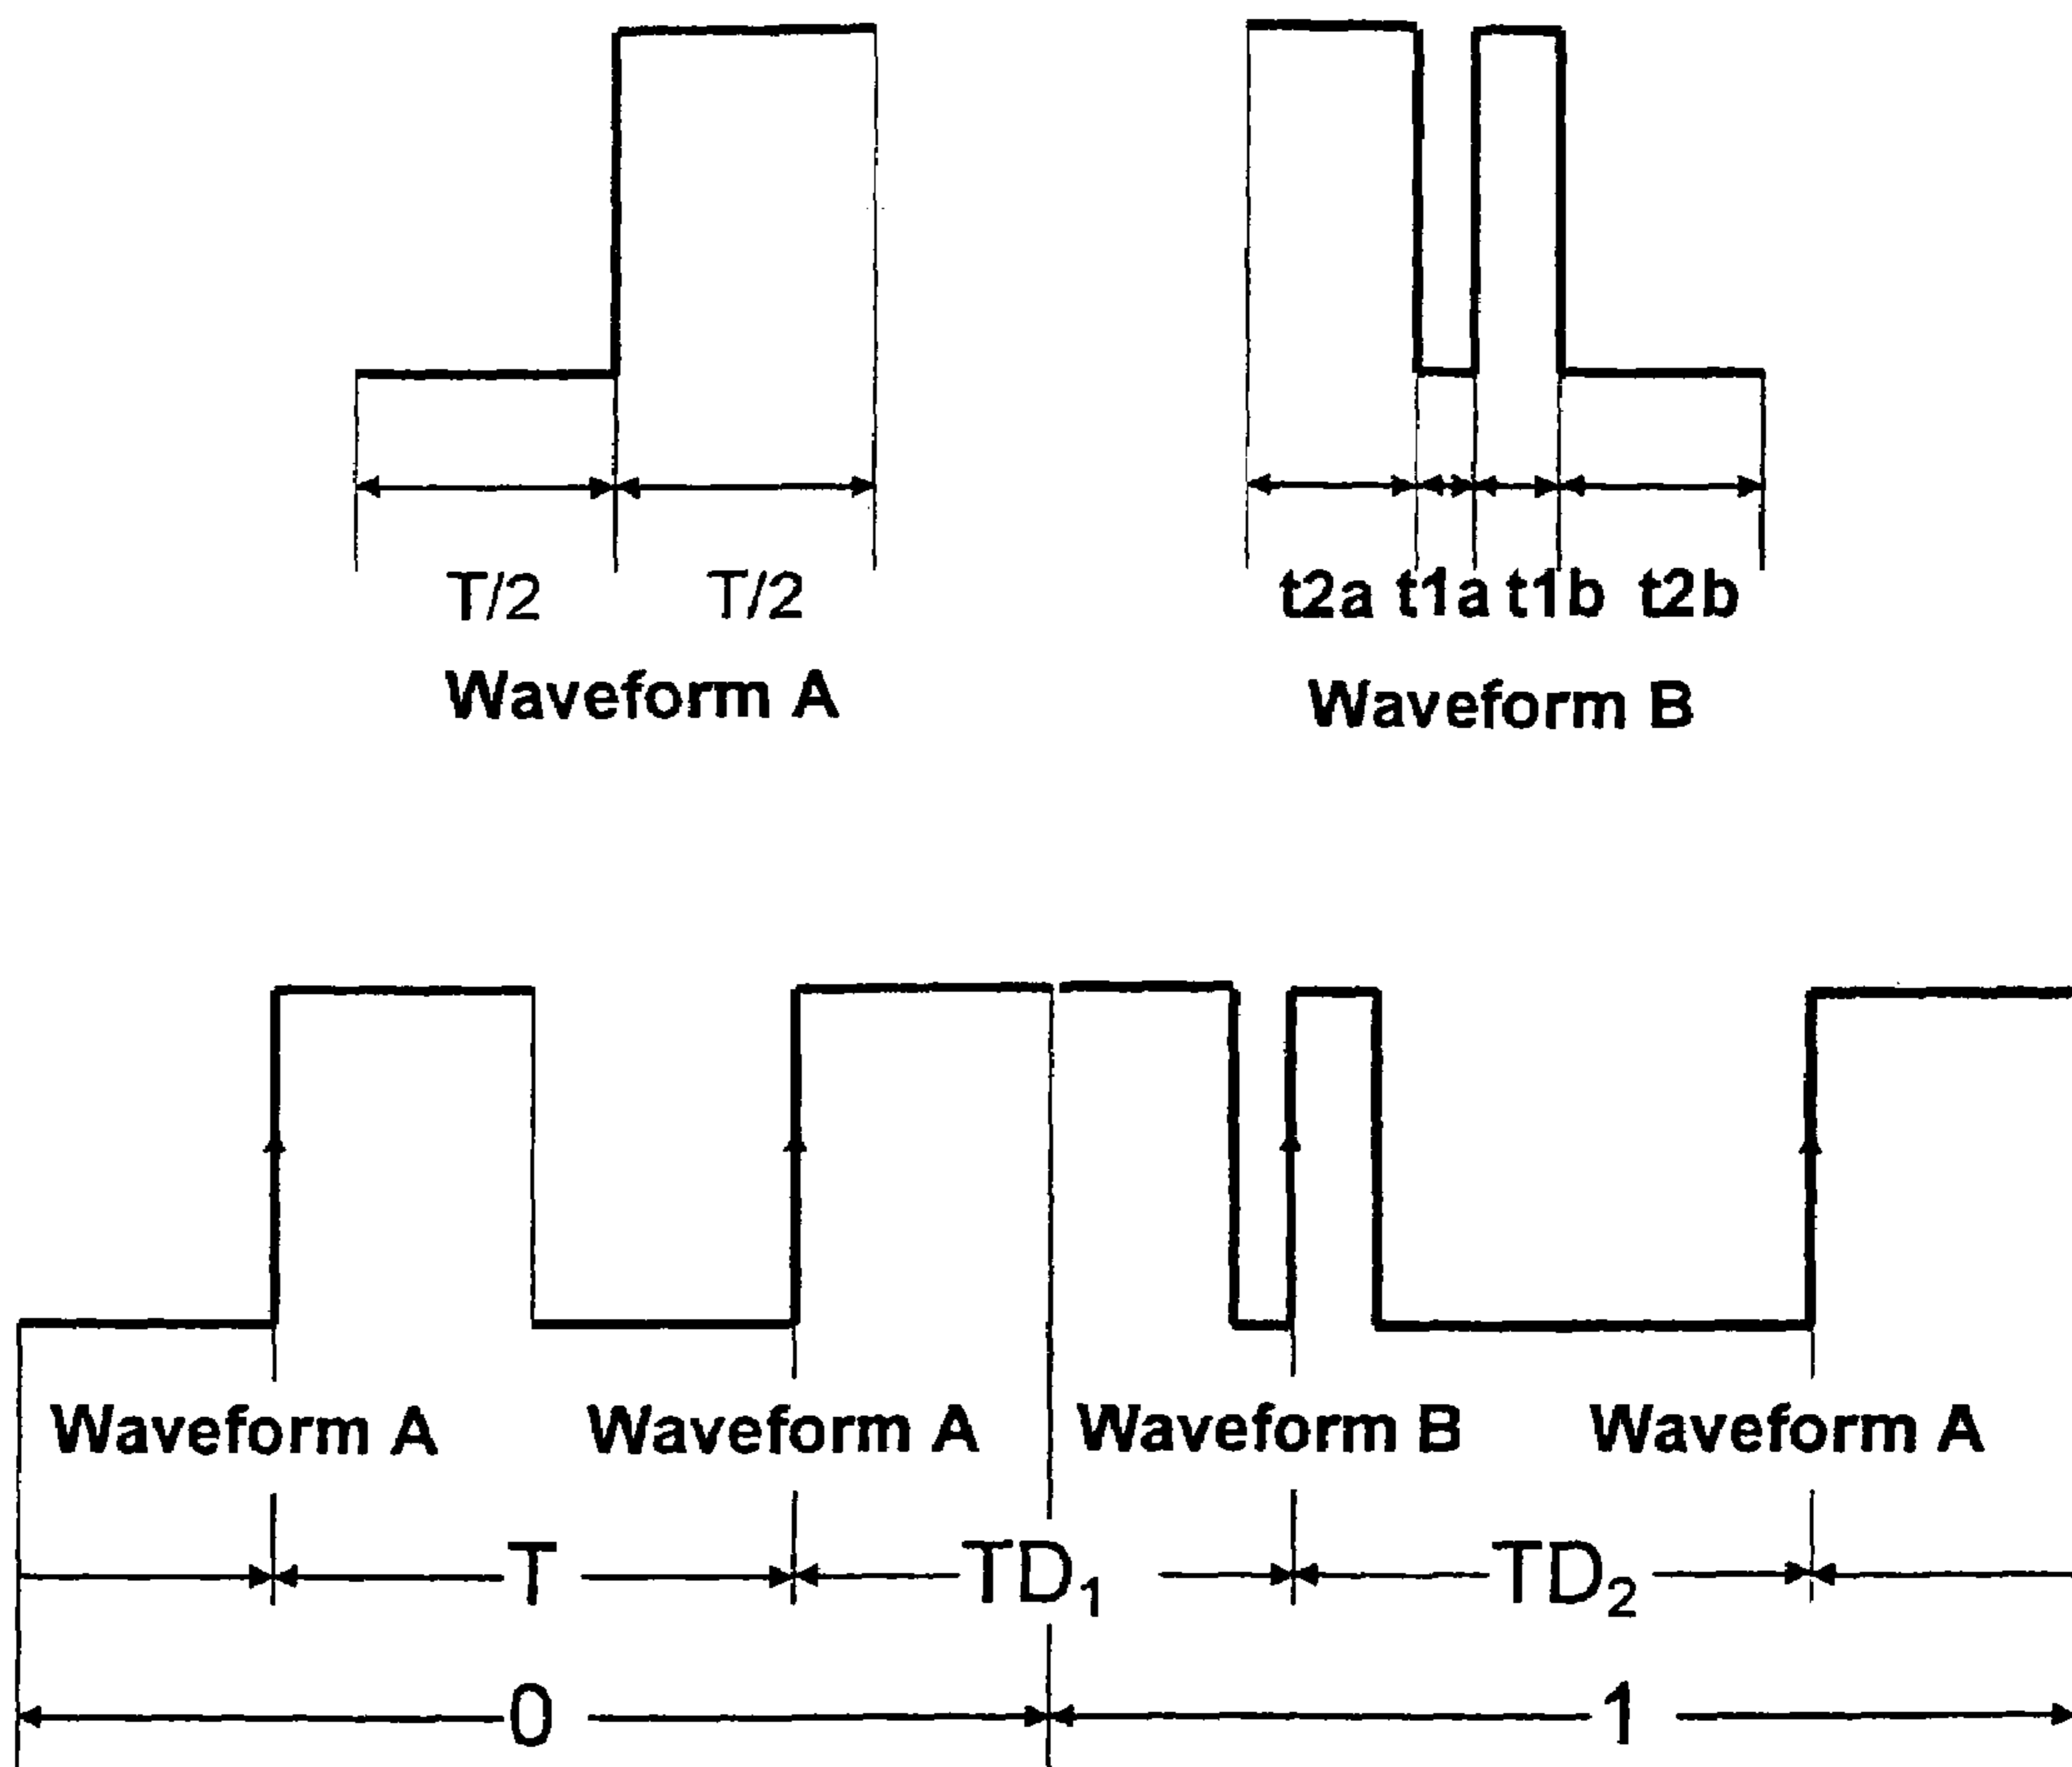 T/2 T/2 t2a t1a t1b t2b
Waveform A Waveform B
Waveform A Waveform A Waveform B Waveform A
T TD₁ TD₂
0 1